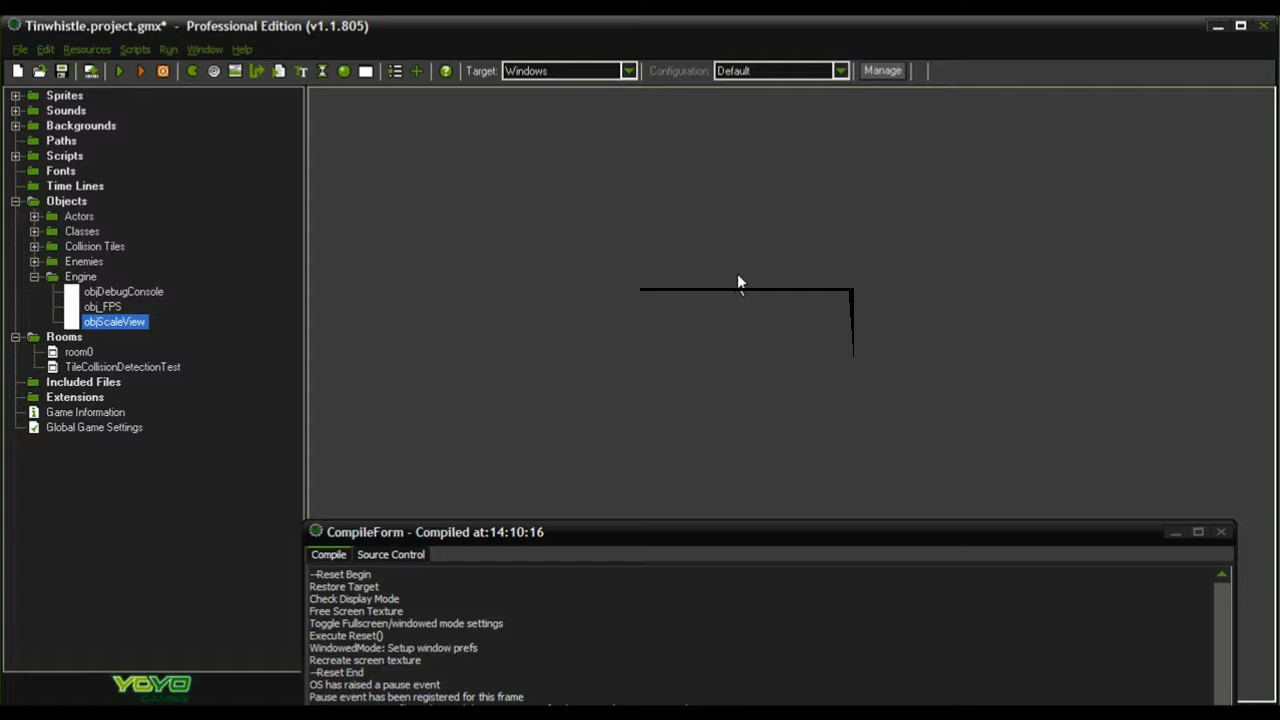 Tinwhistle.project.gmx* - Professional Edition (v1.1.805)
File Edit Resources Scripts Run Window Help
Target: Windows Configuration: Default Manage
Sprites
Sounds
Backgrounds
Paths
Scripts
Fonts
Time Lines
Objects
Actors
Classes
Collision Tiles
Enemies
Engine
objDebugConsole
obj_FPS
objScaleView
Rooms
room0
TileCollisionDetectionTest
Included Files
Extensions
Game Information
Global Game Settings
YOYO
GAMES
CompileForm - Compiled at:14:10:16
Compile Source Control
--Reset Begin
Restore Target
Check Display Mode
Free Screen Texture
Toggle Fullscreen/windowed mode settings
Execute Reset()
WindowedMode: Setup window prefs
Recreate screen texture
--Reset End
OS has raised a pause event
Pause event has been registered for this frame